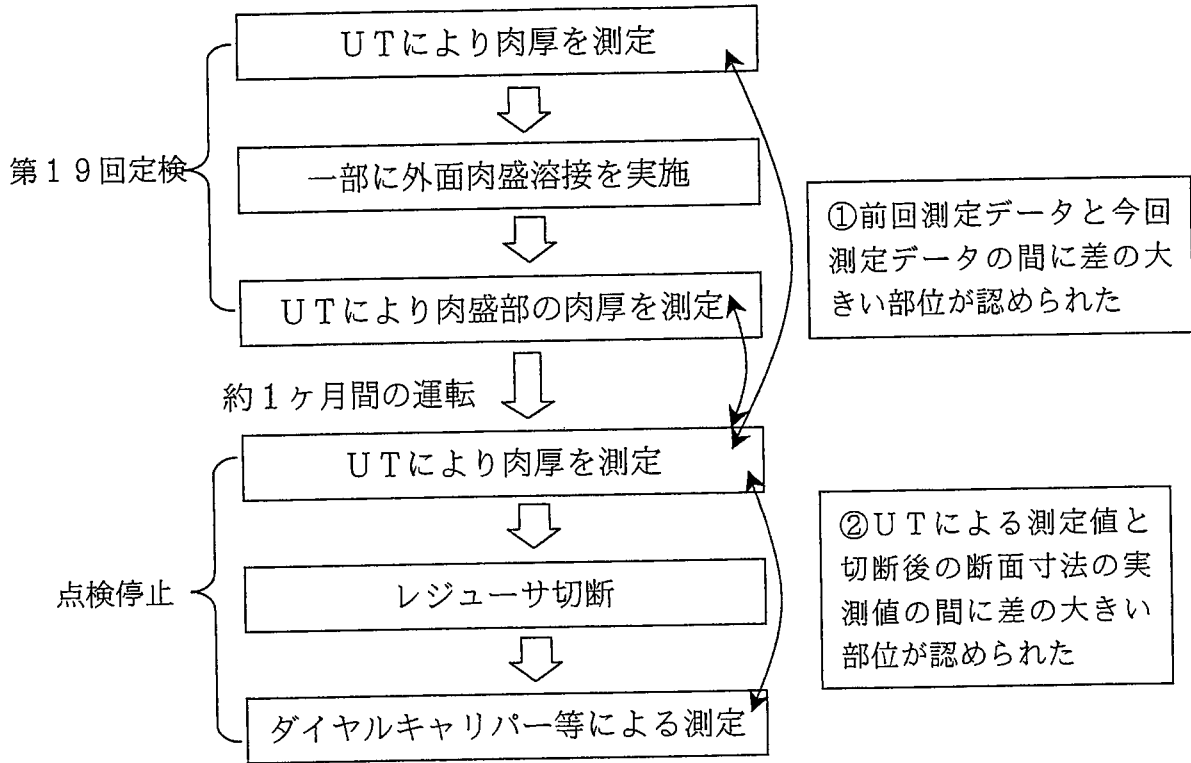 UTにより肉厚を測定
一部に外面肉盛溶接を実施
第19回定検
UTにより肉盛部の肉厚を測定
①前回測定データと今回
測定データの間に差の大
きい部位が認められた
約1ヶ月間の運転
UTにより肉厚を測定
レジューサ切断
点検停止
ダイヤルキャリパー等による測定
②UTによる測定値と
切断後の断面寸法の実
測値の間に差の大きい
部位が認められた